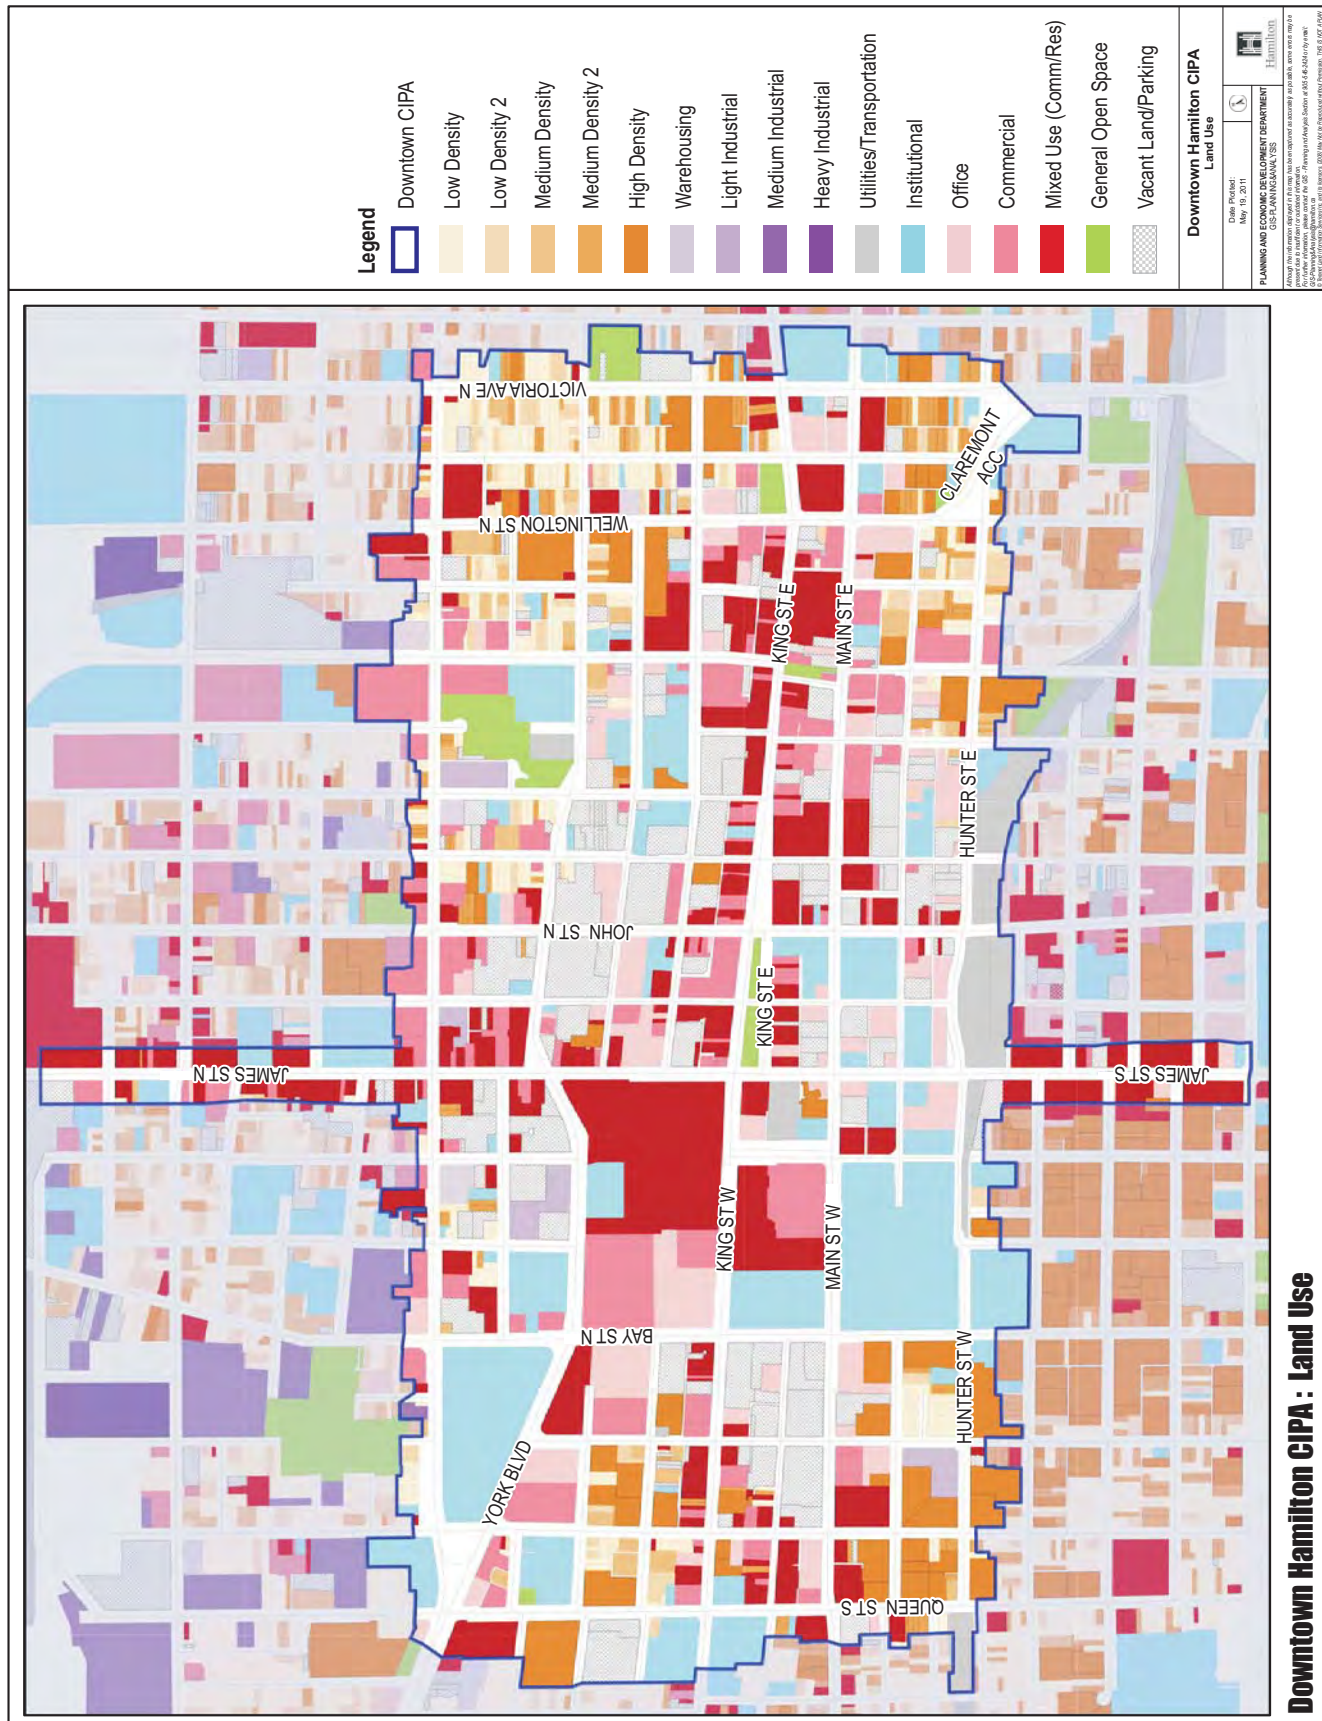 Legend
Downtown CIPA
Low Density
Low Density 2
Medium Density
Medium Density 2
High Density
Warehousing
Light Industrial
Medium Industrial
Heavy Industrial
Utilities/Transportation
Institutional
Office
Commercial
Mixed Use (Comm/Res)
General Open Space
Vacant Land/Parking
Downtown Hamilton CIPA
Land Use
Date Plotted:
May 19, 2011
Hamilton
PLANNING AND ECONOMIC DEVELOPMENT DEPARTMENT
GIS-PLANNING&ANALYSIS
VICTORIA AVE N
WELLINGTON ST N
CLAREMONT
ACC
KING ST E
MAIN ST E
HUNTER ST E
JOHN ST N
KING ST E
JAMES ST N
JAMES ST S
KING ST W
MAIN ST W
BAY ST N
HUNTER ST W
YORK BLVD
QUEEN ST S
Downtown Hamilton CIPA : Land Use